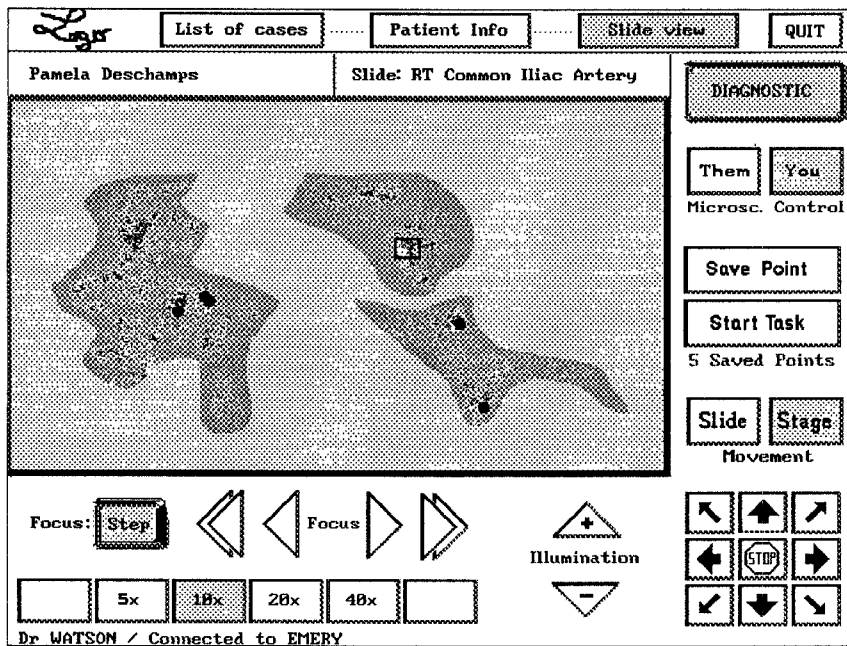 List of cases Patient Info Slide view QUIT
Pamela Deschamps Slide: RT Common Iliac Artery
DIAGNOSTIC
Them You
Microsc. Control
Save Point
Start Task
5 Saved Points
Slide Stage
Movement
Focus: Step Focus + STOP
Illumination
5x 10x 20x 40x −
Dr WATSON / Connected to EMERY